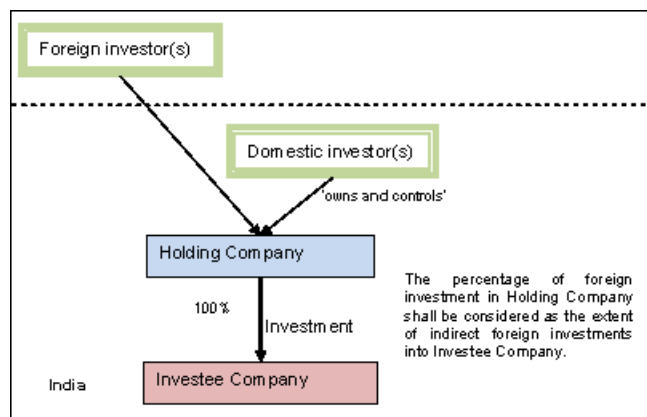 Foreign investor(s)
Domestic investor(s)
'owns and controls'
Holding Company
The percentage of foreign
investment in Holding Company
shall be considered as the extent
of indirect foreign investments
into Investee Company.
100%
Investment
Investee Company
India